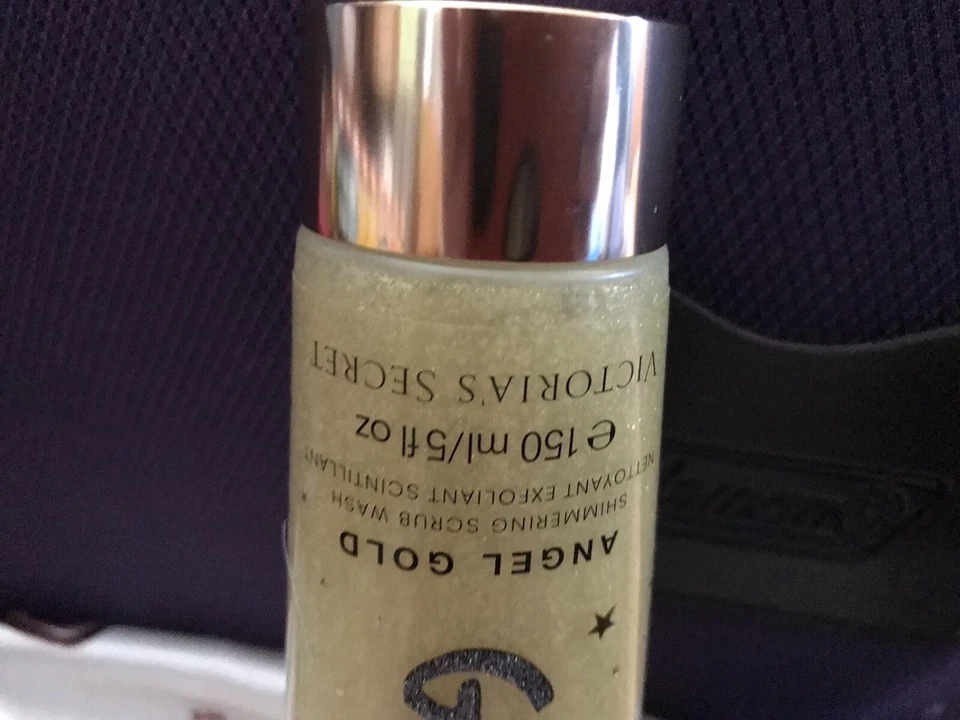 ANGEL GOLD
SHIMMERING SCRUB WASH
NETTOYANT EXFOLIANT SCINTILLANT
e 150 ml/5 fl oz
VICTORIA'S SECRET